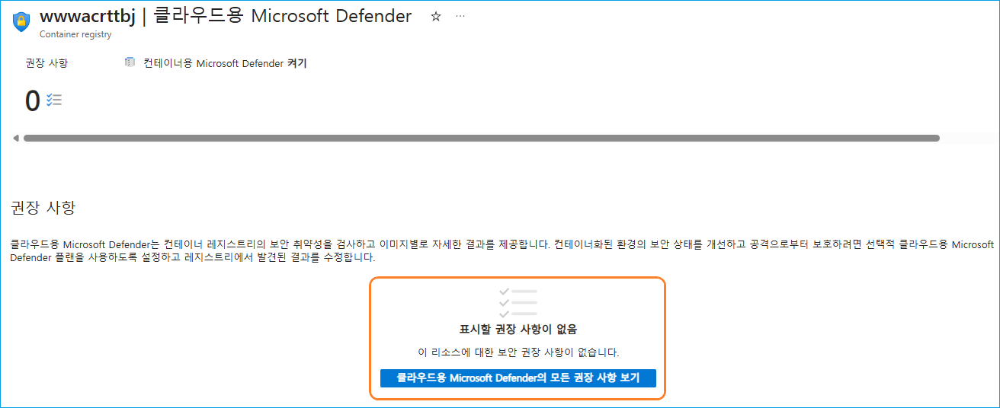 wwwacrttbj | 클라우드용 Microsoft Defender
Container registry
권장 사항
컨테이너용 Microsoft Defender 켜기
0
권장 사항
클라우드용 Microsoft Defender는 컨테이너 레지스트리의 보안 취약성을 검사하고 이미지별로 자세한 결과를 제공합니다. 컨테이너화된 환경의 보안 상태를 개선하고 공격으로부터 보호하려면 선택적 클라우드용 Microsoft
Defender 플랜을 사용하도록 설정하고 레지스트리에서 발견된 결과를 수정합니다.
표시할 권장 사항이 없음
이 리소스에 대한 보안 권장 사항이 없습니다.
클라우드용 Microsoft Defender의 모든 권장 사항 보기